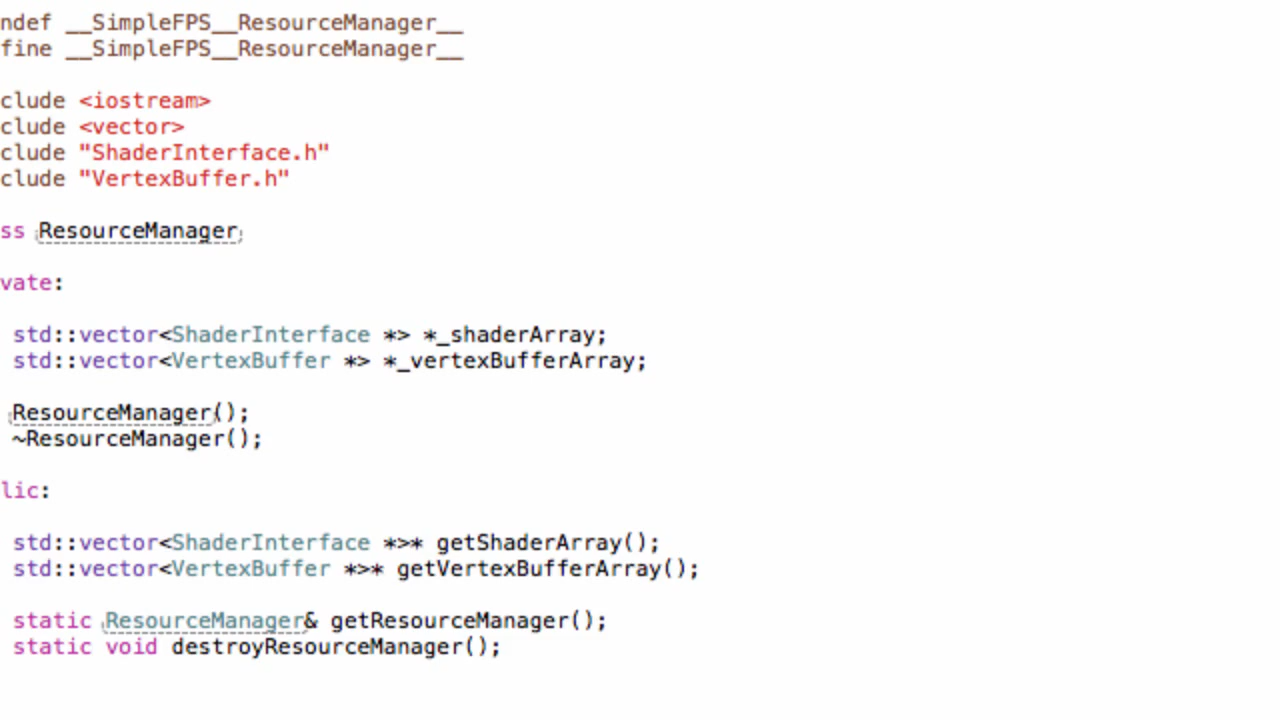 ndef __SimpleFPS__ResourceManager__
fine __SimpleFPS__ResourceManager__
clude <iostream>
clude <vector>
clude "ShaderInterface.h"
clude "VertexBuffer.h"
ss ResourceManager
vate:
std::vector<ShaderInterface *> *_shaderArray;
std::vector<VertexBuffer *> *_vertexBufferArray;
ResourceManager();
~ResourceManager();
lic:
std::vector<ShaderInterface *>* getShaderArray();
std::vector<VertexBuffer *>* getVertexBufferArray();
static ResourceManager& getResourceManager();
static void destroyResourceManager();